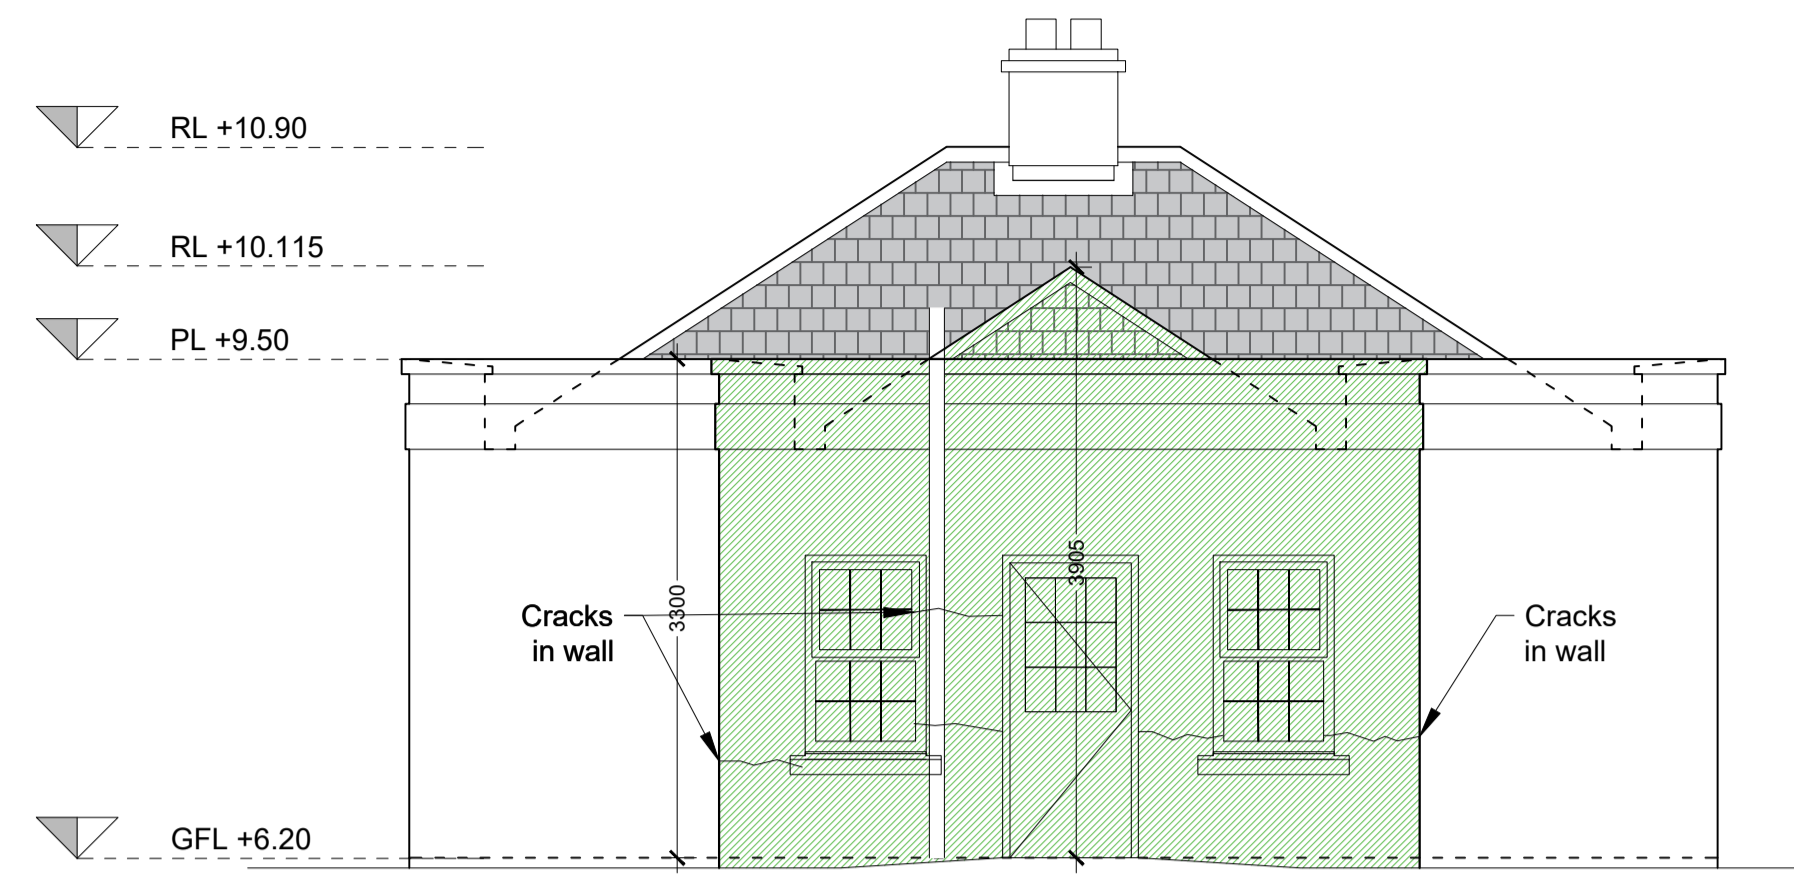 RL +10.90
RL +10.115
PL +9.50
3905
3300
Cracks
in wall
Cracks
in wall
GFL +6.20